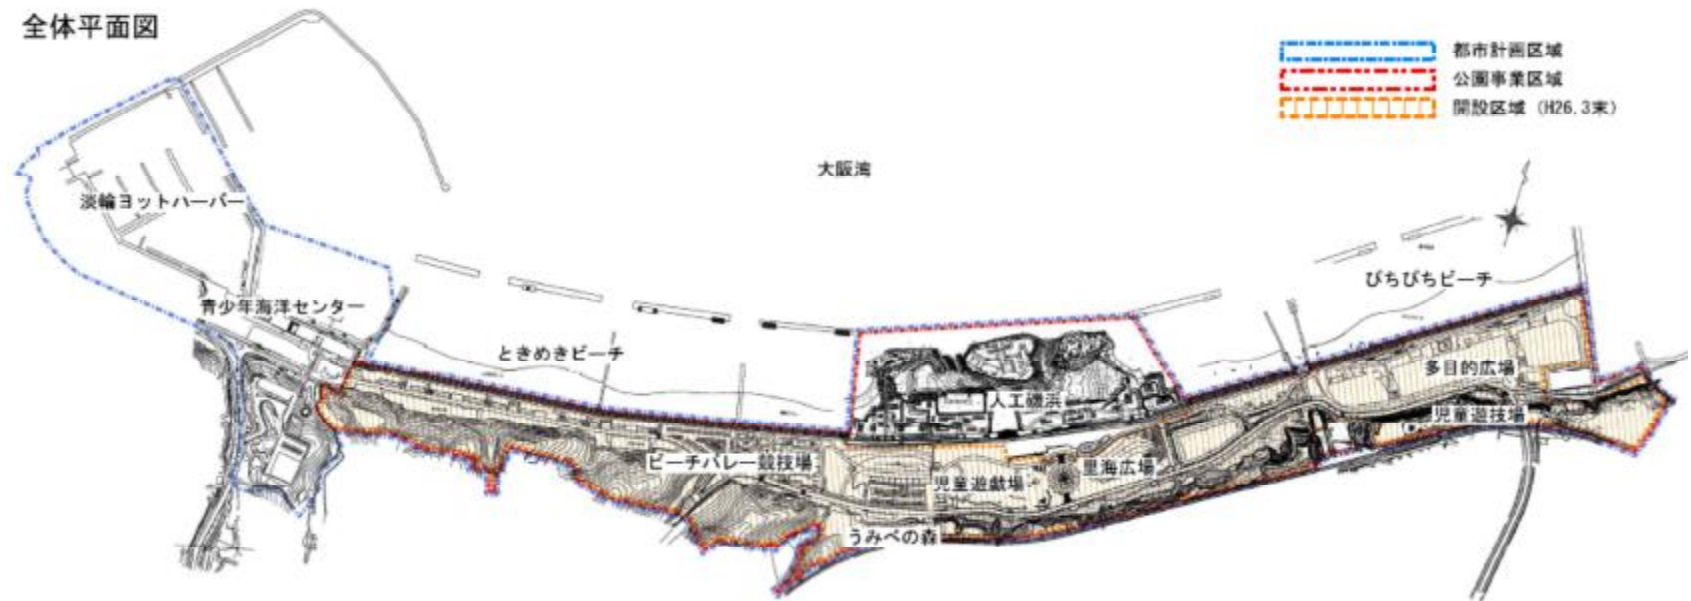 全体平面図
都市計画区域
公園事業区域
開設区域 (H26.3末)
大阪湾
淡輪ヨットハーバー
青少年海洋センター
ときめきビーチ
ぴちぴちビーチ
多目的広場
人工磯浜
児童遊技場
ビーチバレー競技場
里海広場
児童遊戯場
うみべの森